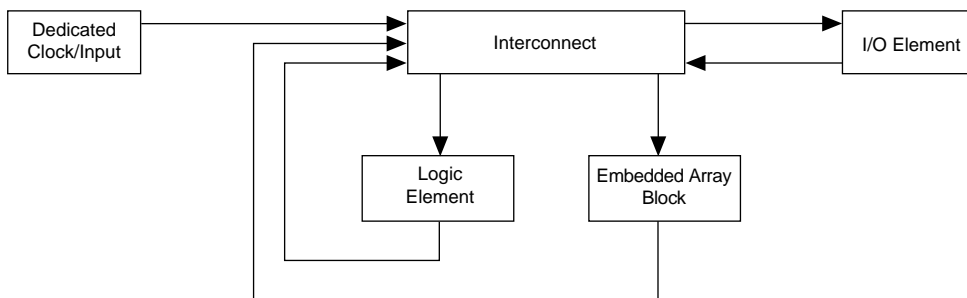 Dedicated
Clock/Input
Interconnect
I/O Element
Logic
Element
Embedded Array
Block